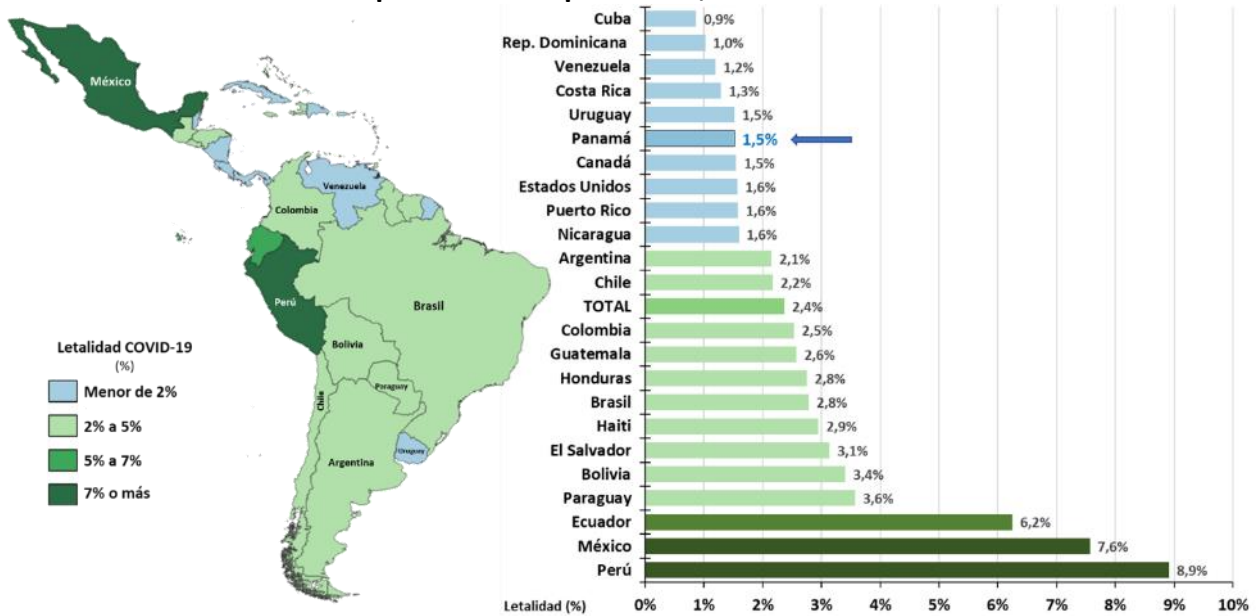 México
Venezuela
Colombia
Perú
Brasil
Bolivia
Paraguay
Chile
Uruguay
Argentina
Letalidad COVID-19
(%)
Menor de 2%
2% a 5%
5% a 7%
7% o más
Cuba 0,9%
Rep. Dominicana 1,0%
Venezuela 1,2%
Costa Rica 1,3%
Uruguay 1,5%
Panamá 1,5%
Canadá 1,5%
Estados Unidos 1,6%
Puerto Rico 1,6%
Nicaragua 1,6%
Argentina 2,1%
Chile 2,2%
TOTAL 2,4%
Colombia 2,5%
Guatemala 2,6%
Honduras 2,8%
Brasil 2,8%
Haiti 2,9%
El Salvador 3,1%
Bolivia 3,4%
Paraguay 3,6%
Ecuador 6,2%
México 7,6%
Perú 8,9%
Letalidad (%) 0% 1% 2% 3% 4% 5% 6% 7% 8% 9% 10%